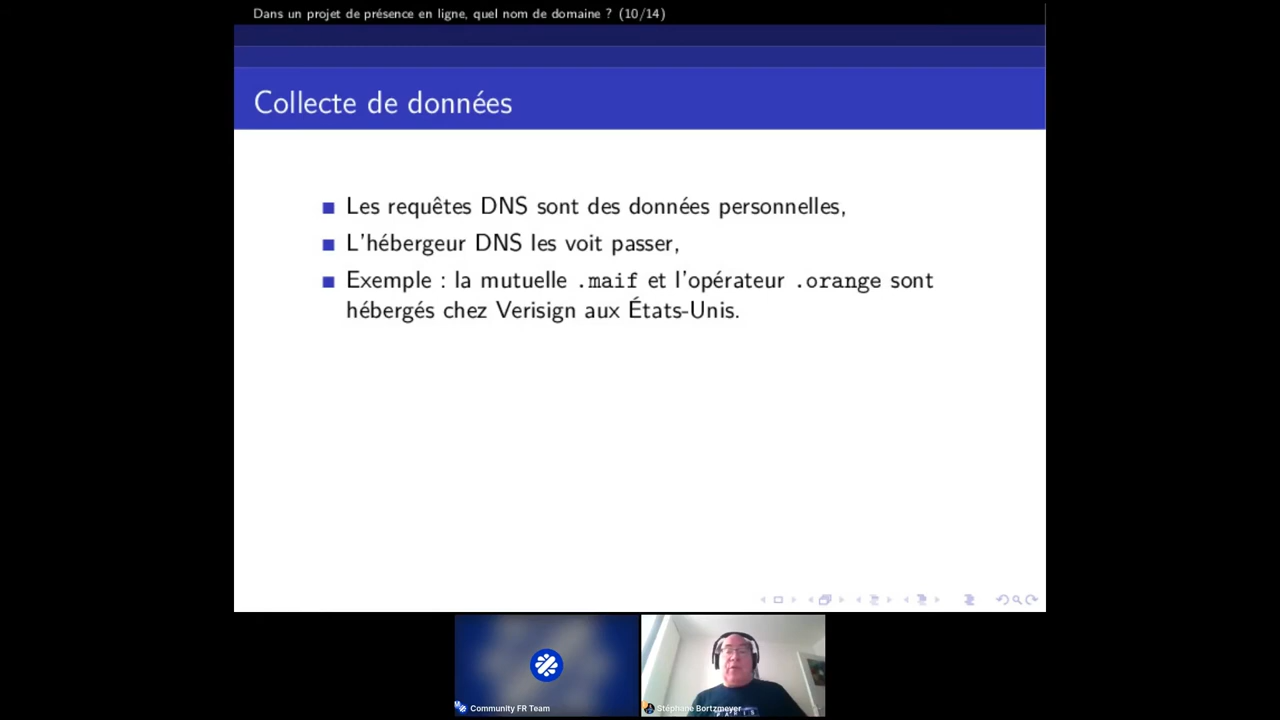 Dans un projet de présence en ligne, quel nom de domaine ? (10/14)
Collecte de données
Les requêtes DNS sont des données personnelles,
L'hébergeur DNS les voit passer,
Exemple : la mutuelle .maif et l'opérateur .orange sont
hébergés chez Verisign aux États-Unis.
Community FR Team
Stéphane Bortzmeyer